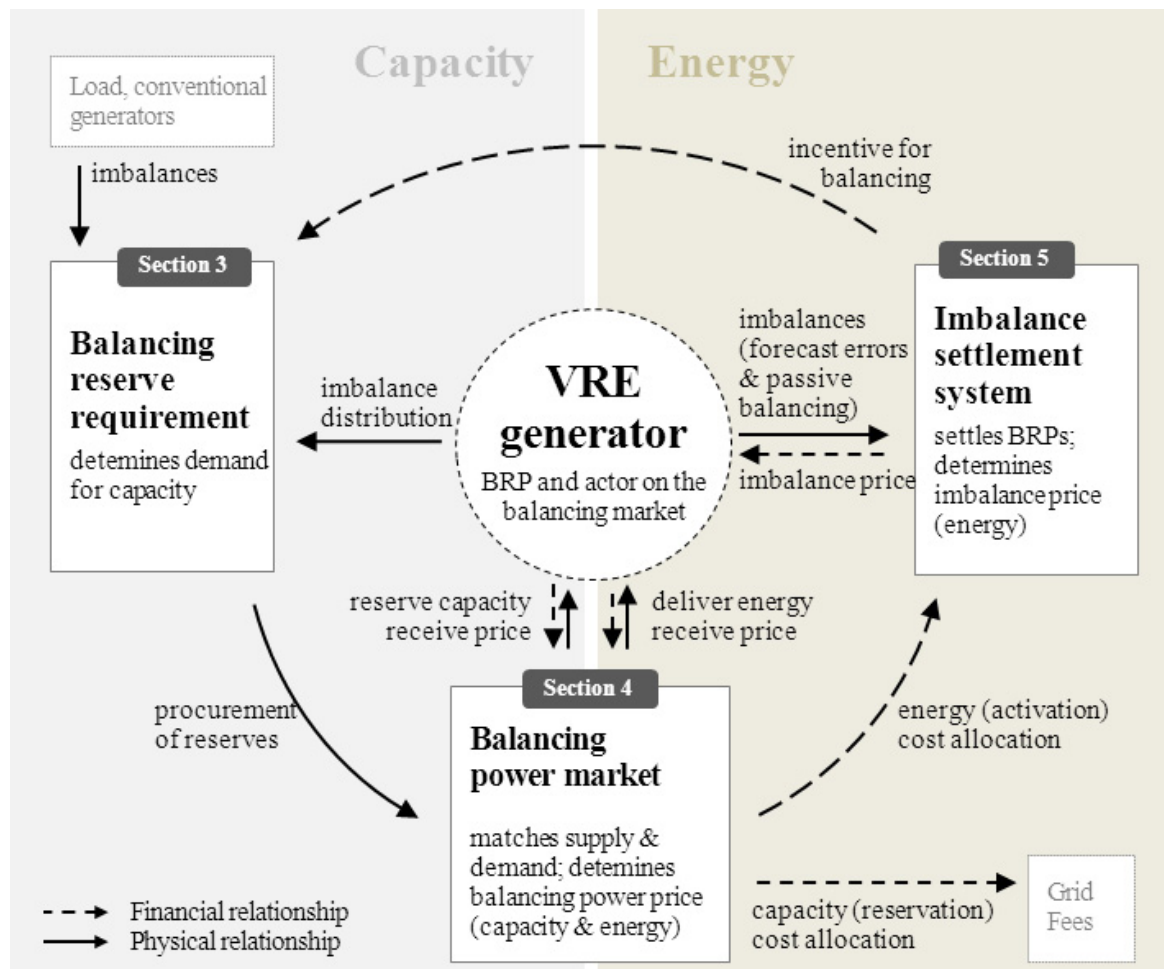 Capacity
Energy
Load, conventional
generators
imbalances
incentive for
balancing
Section 3
Balancing
reserve
requirement
detemines demand
for capacity
imbalance
distribution
VRE
generator
BRP and actor on the
balancing market
imbalances
(forecast errors
& passive
balancing)
imbalance price
Section 5
Imbalance
settlement
system
settles BRPs;
determines
imbalance price
(energy)
reserve capacity
receive price
deliver energy
receive price
procurement
of reserves
Section 4
Balancing
power market
matches supply &
demand; detemines
balancing power price
(capacity & energy)
energy (activation)
cost allocation
capacity (reservation)
cost allocation
Grid
Fees
Financial relationship
Physical relationship